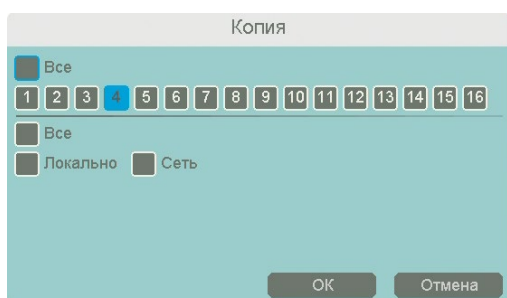 Копия
Все
1 2 3 4 5 6 7 8 9 10 11 12 13 14 15 16
Все
Локально Сеть
ОК Отмена